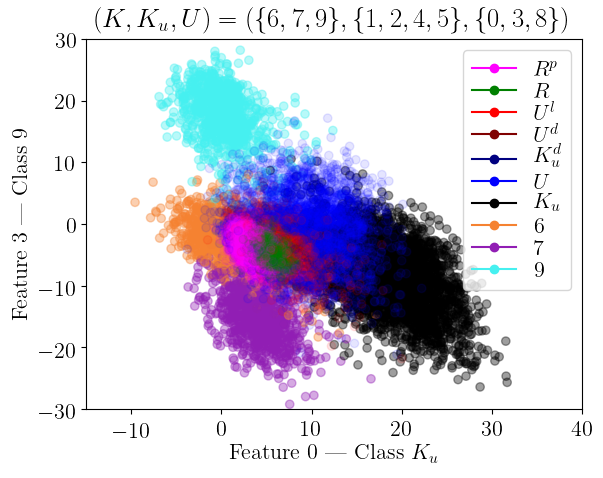 (K, K_u, U) = ({6, 7, 9}, {1, 2, 4, 5}, {0, 3, 8})
30
20
10
0
−10
−20
−30
Feature 3 — Class 9
R^p
R
U^l
U^d
K_u^d
U
K_u
6
7
9
−10 0 10 20 30 40
Feature 0 — Class K_u